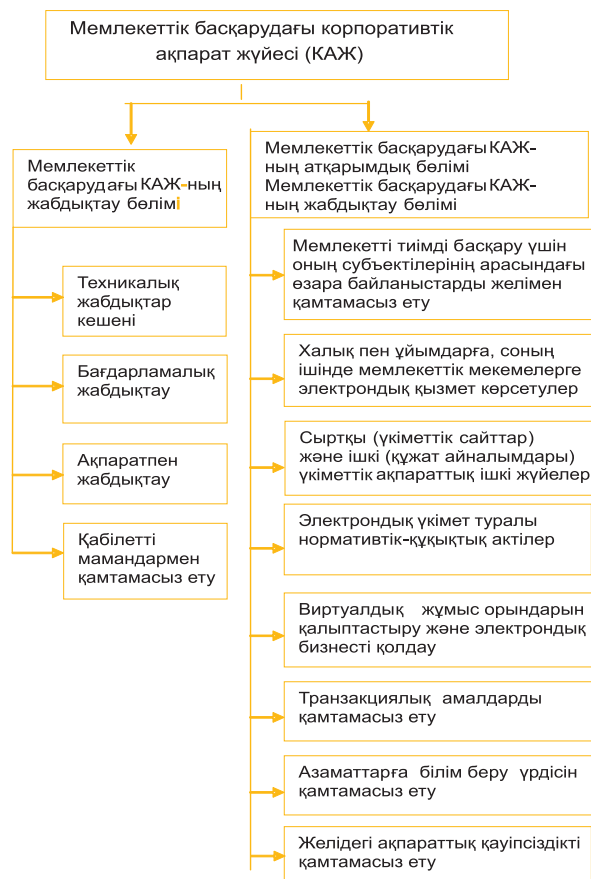 Мемлекеттік басқарудағы корпоративтік
ақпарат жүйесі (КАЖ)
Мемлекеттік
басқарудағы КАЖ-ның
жабдықтау бөлімі
Техникалық
жабдықтар
кешені
Бағдарламалық
жабдықтау
Ақпаратпен
жабдықтау
Қабілетті
мамандармен
қамтамасыз ету
Мемлекеттік басқарудағы КАЖ-
ның атқарымдық бөлімі
Мемлекеттік басқарудағы КАЖ-
ның жабдықтау бөлімі
Мемлекетті тиімді басқару үшін
оның субъектілерінің арасындағы
өзара байланыстарды желімен
қамтамасыз ету
Халық пен ұйымдарға, соның
ішінде мемлекеттік мекемелерге
электрондық қызмет көрсетулер
Сыртқы (үкіметтік сайттар)
және ішкі (құжат айналымдары)
үкіметтік ақпараттық ішкі жүйелер
Электрондық үкімет туралы
нормативтік-құқықтық актілер
Виртуалдық жұмыс орындарын
қалыптастыру және электрондық
бизнесті қолдау
Транзакциялық амалдарды
қамтамасыз ету
Азаматтарға білім беру үрдісін
қамтамасыз ету
Желідегі ақпараттық қауіпсіздікті
қамтамасыз ету